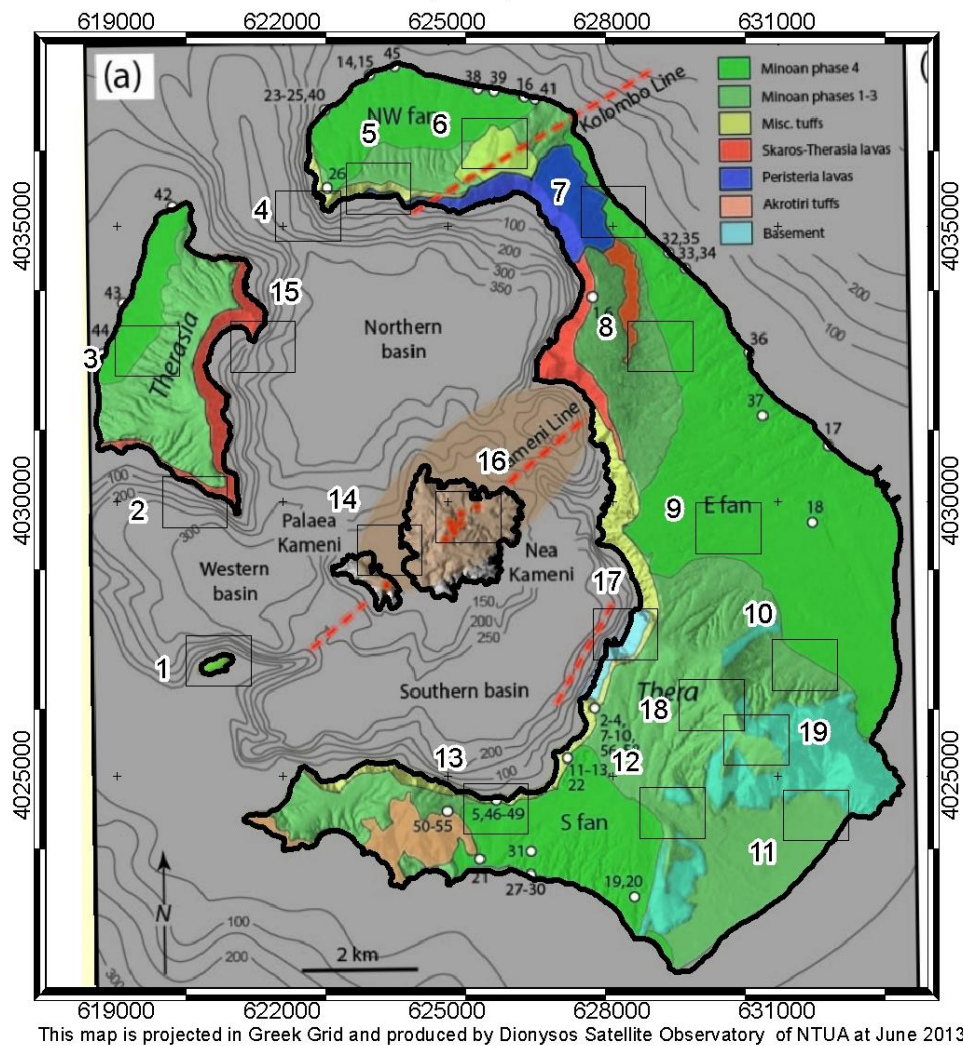 619000 622000 625000 628000 631000
(a)
14,15
45
38
39
16
41
23-25,40
NW fan
Kolombo Line
Minoan phase 4
Minoan phases 1-3
Misc. tuffs
Skaros-Therasia lavas
Peristeria lavas
Akrotiri tuffs
Basement
5
6
26
7
4
42
4035000
4035000
100
200
300
350
32,35
33,34
200
100
15
43
44
3
Therasia
Northern
basin
8
36
37
17
Kameni Line
16
4030000
4030000
100
200
300
2
14
Palaea
Kameni
Nea
Kameni
9
E fan
18
Western
basin
150
200
250
17
10
1
Southern basin
Thera
18
19
2-4,
7-10,
12
13
200
100
11-13,
22
4025000
4025000
5,46-49
50-55
S fan
11
21
31
27-30
19,20
N
2 km
100
200
300
619000 622000 625000 628000 631000
This map is projected in Greek Grid and produced by Dionysos Satellite Observatory of NTUA at June 2013